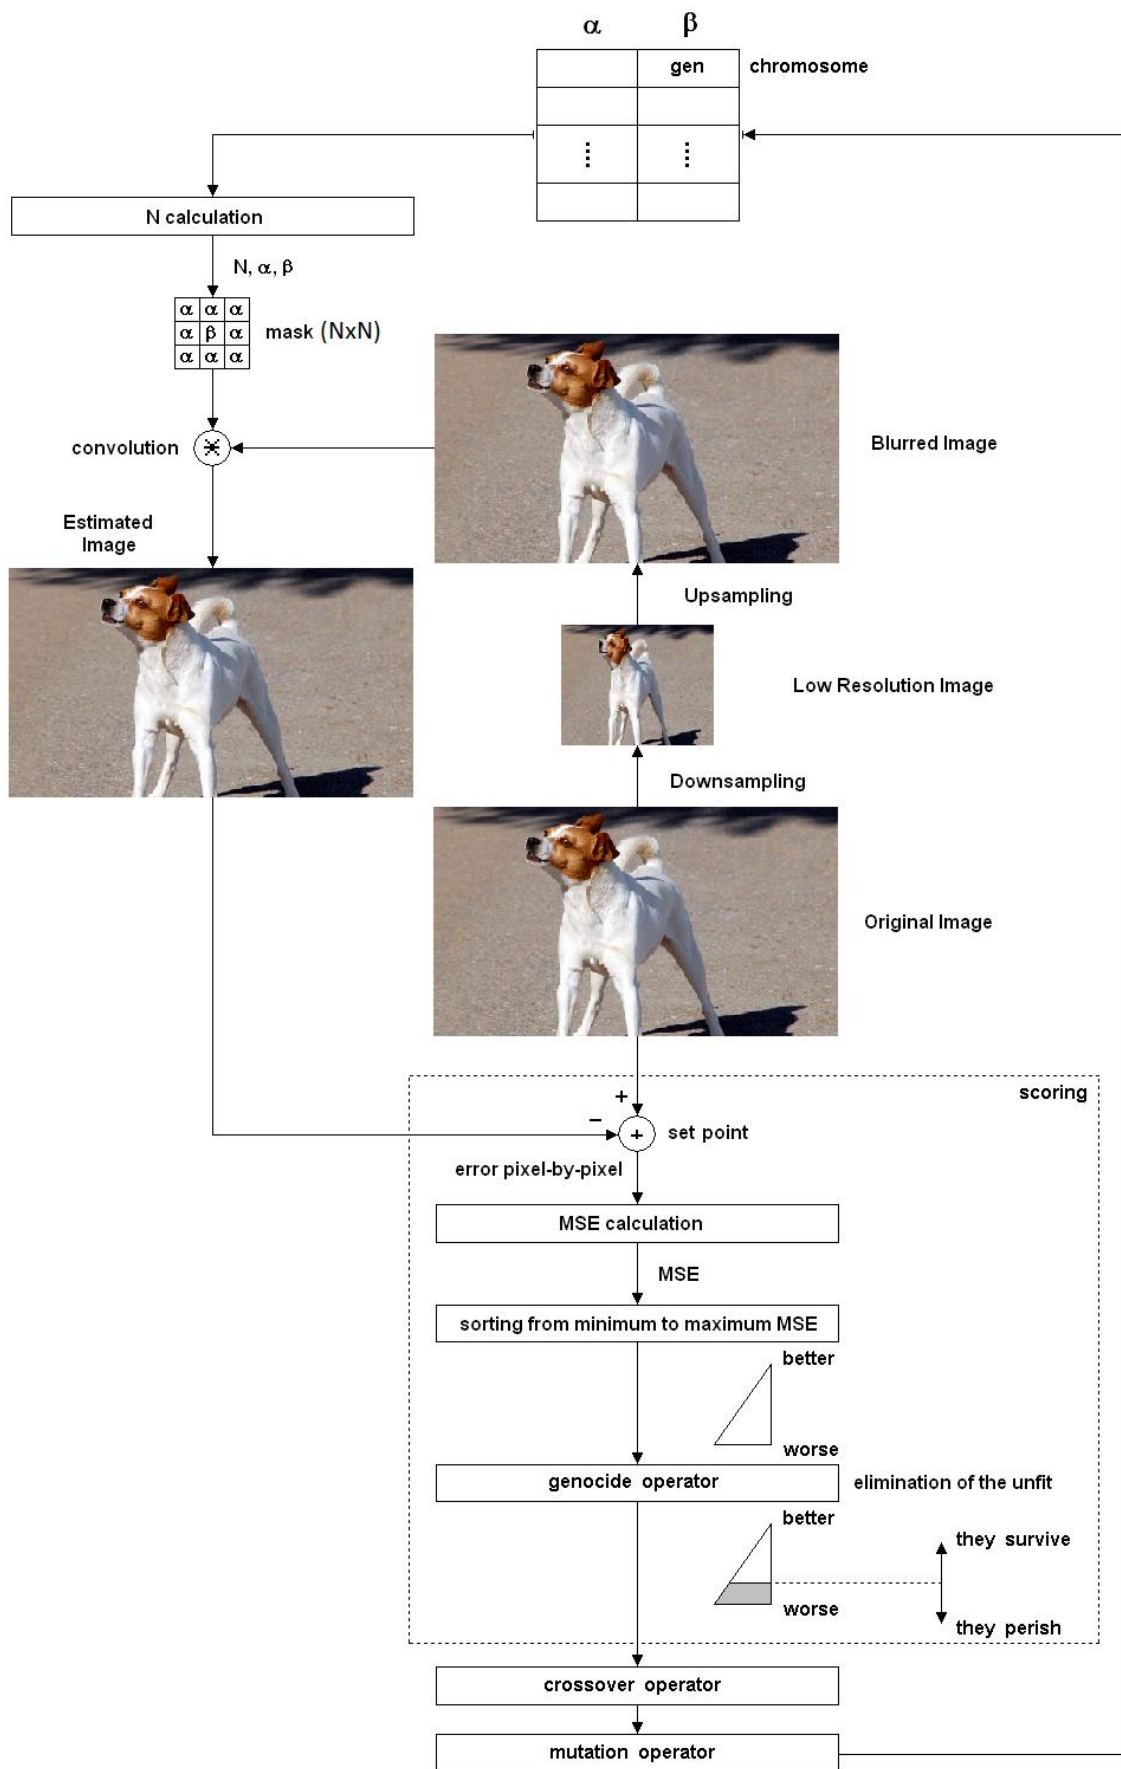 α β
gen chromosome
⋮ ⋮
N calculation
N, α, β
α α α
α β α
α α α
mask (NxN)
convolution
Blurred Image
Estimated
Image
Upsampling
Low Resolution Image
Downsampling
Original Image
scoring
+
−
+
set point
error pixel-by-pixel
MSE calculation
MSE
sorting from minimum to maximum MSE
better
worse
genocide operator
elimination of the unfit
better
they survive
worse
they perish
crossover operator
mutation operator